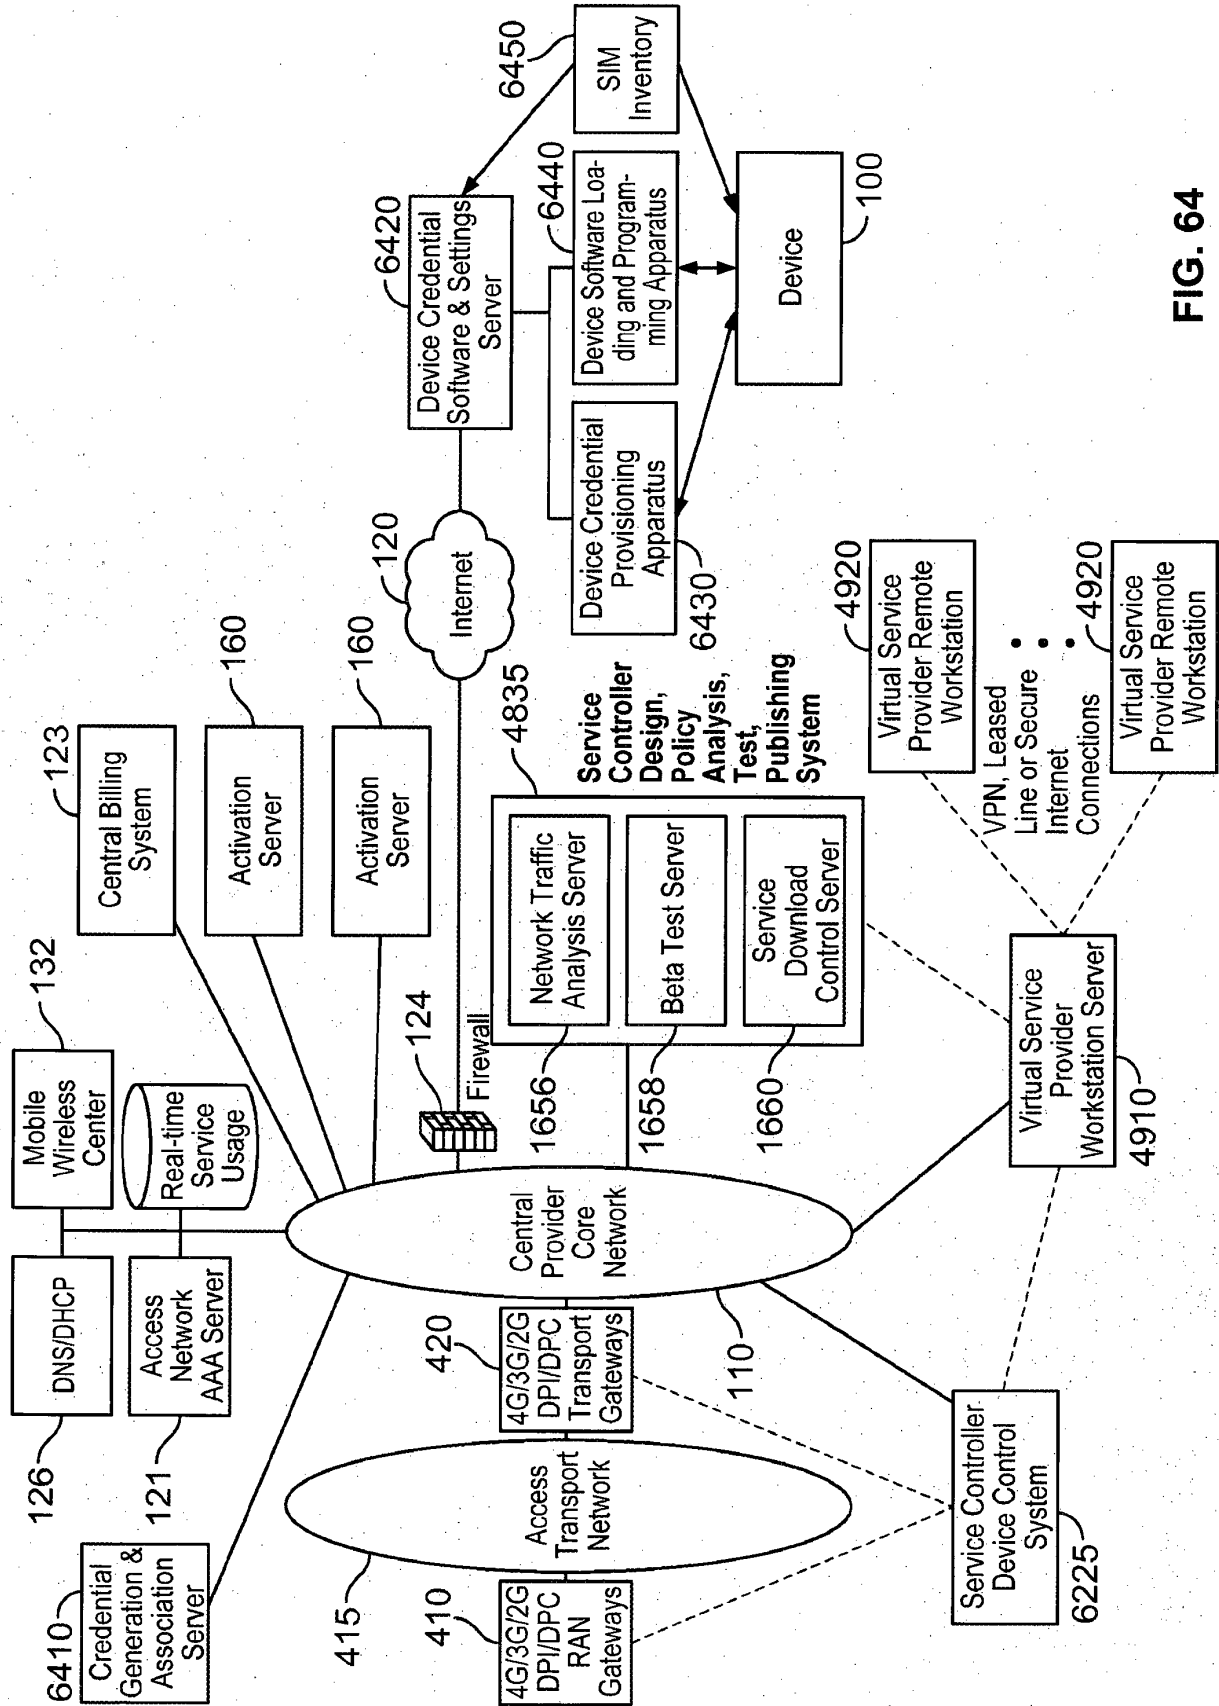 6410
Credential
Generation &
Association
Server
126
DNS/DHCP
121
Access
Network
AAA Server
Mobile
Wireless
Center
132
Real-time
Service
Usage
123
Central Billing
System
160
Activation
Server
160
Activation
Server
415
Access
Transport
Network
410
4G/3G/2G
DPI/DPC
RAN
Gateways
420
4G/3G/2G
DPI/DPC
Transport
Gateways
110
Central
Provider
Core
Network
124
Firewall
120
Internet
6420
Device Credential
Software & Settings
Server
6450
SIM
Inventory
6440
Device Software Loa-
ding and Program-
ming Apparatus
Device Credential
Provisioning
Apparatus
6430
Device
100
4835
Service
Controller
Design,
Policy
Analysis,
Test,
Publishing
System
1656
Network Traffic
Analysis Server
1658
Beta Test Server
1660
Service
Download
Control Server
Service Controller
Device Control
System
6225
Virtual Service
Provider
Workstation Server
4910
4920
Virtual Service
Provider Remote
Workstation
VPN, Leased
Line or Secure
Internet
Connections
4920
Virtual Service
Provider Remote
Workstation
FIG. 64